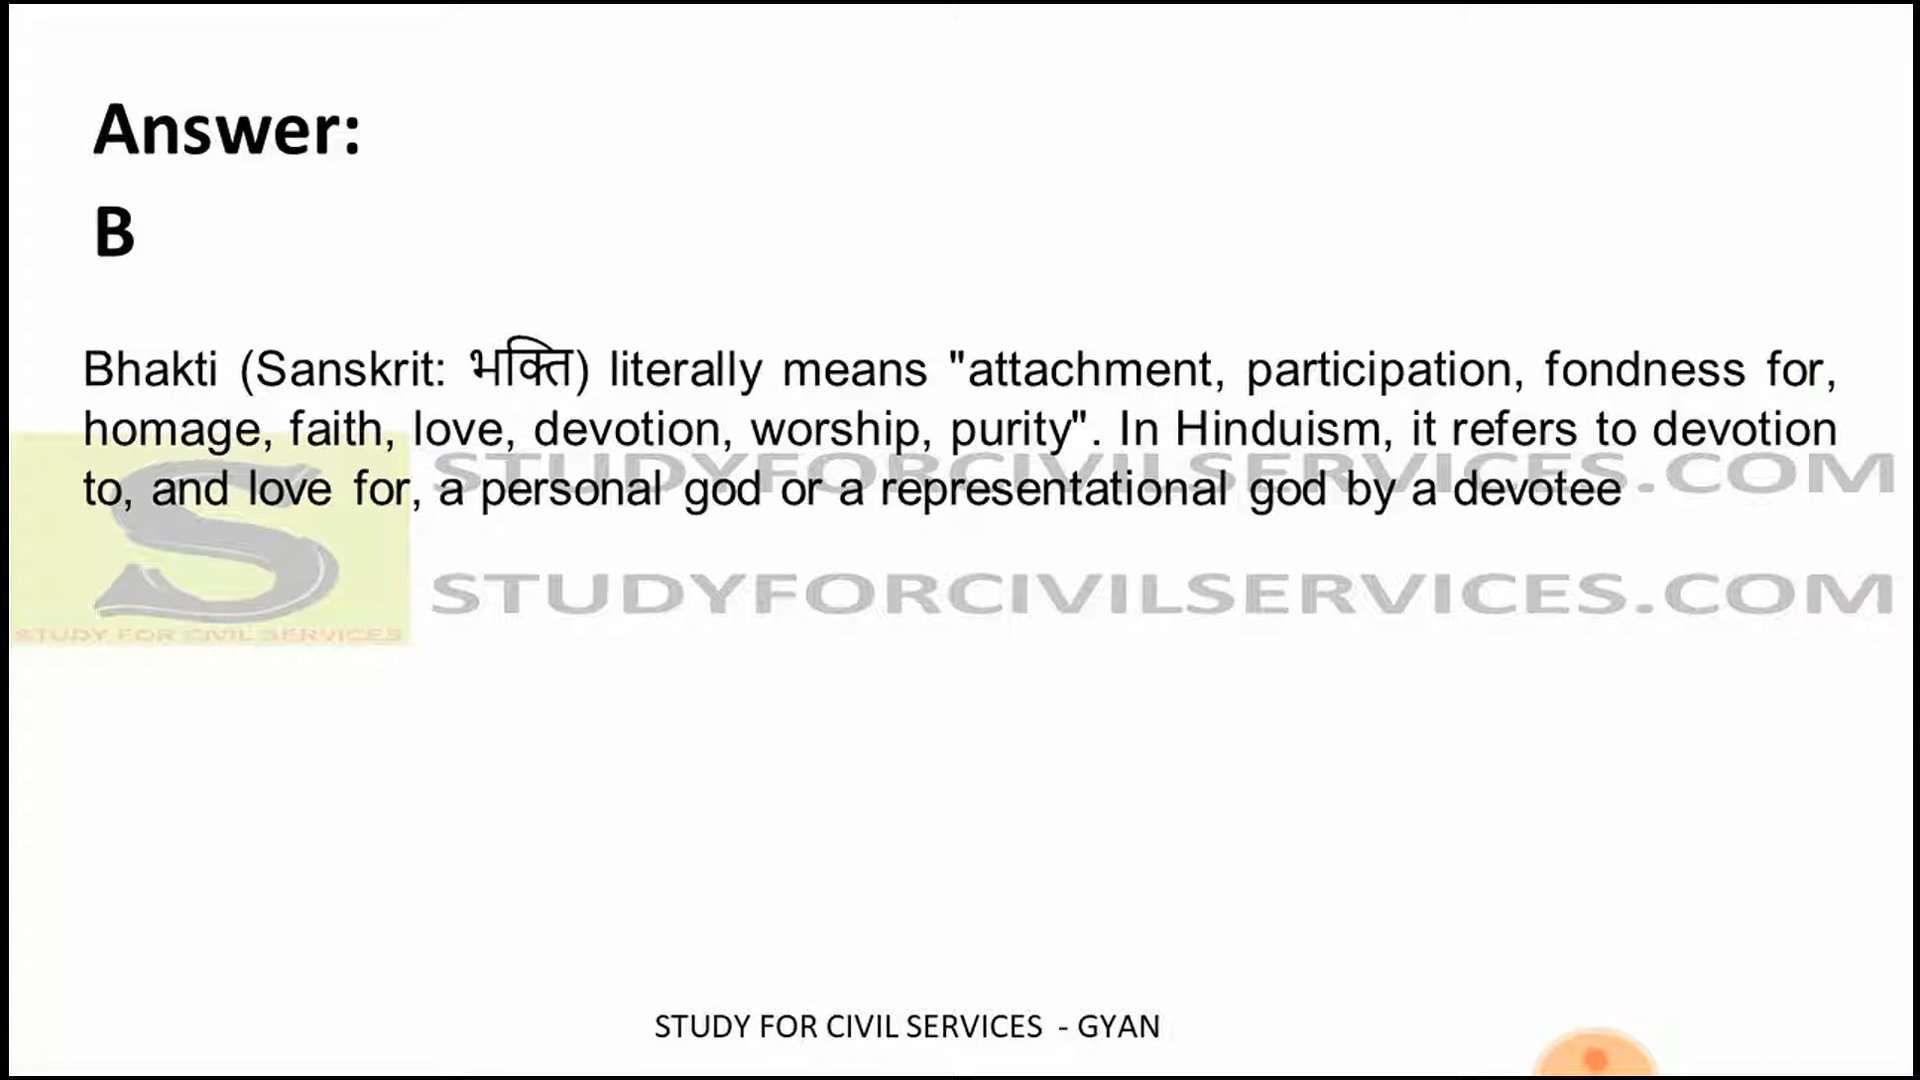 Answer:
B
Bhakti (Sanskrit: भक्ति) literally means "attachment, participation, fondness for,
homage, faith, love, devotion, worship, purity". In Hinduism, it refers to devotion
to, and love for, a personal god or a representational god by a devotee
STUDYFORCIVILSERVICES.COM
STUDYFORCIVILSERVICES.COM
STUDY FOR CIVIL SERVICES
STUDY FOR CIVIL SERVICES - GYAN